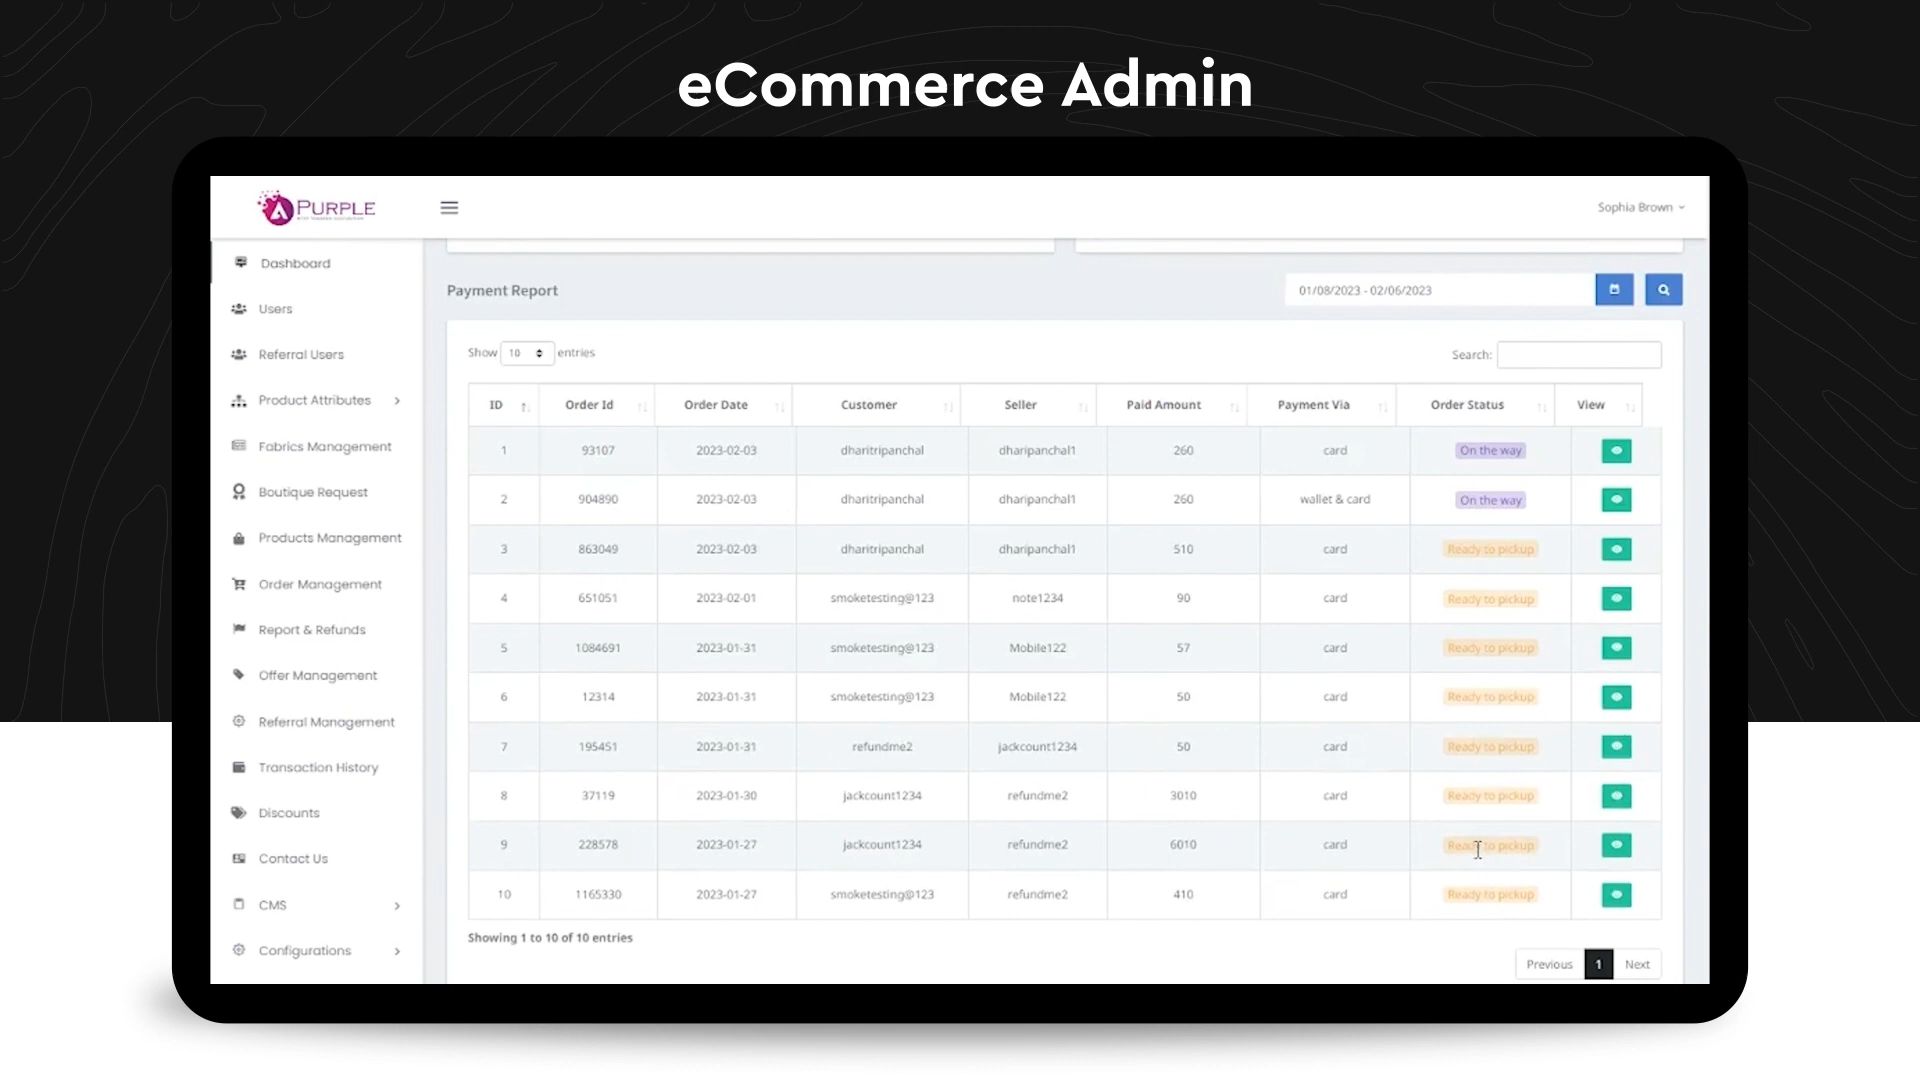 eCommerce Admin
PURPLE
Sophia Brown
Dashboard
Users
Referral Users
Product Attributes
Fabrics Management
Boutique Request
Products Management
Order Management
Report & Refunds
Offer Management
Referral Management
Transaction History
Discounts
Contact Us
CMS
Configurations
Payment Report
01/08/2023 - 02/06/2023
Show 10 entries
Search:
ID Order Id Order Date Customer Seller Paid Amount Payment Via Order Status View
1 93107 2023-02-03 dharitripanchal dharipanchal1 260 card On the way
2 904890 2023-02-03 dharitripanchal dharipanchal1 260 wallet & card On the way
3 863049 2023-02-03 dharitripanchal dharipanchal1 510 card Ready to pickup
4 651051 2023-02-01 smoketesting@123 note1234 90 card Ready to pickup
5 1084691 2023-01-31 smoketesting@123 Mobile122 57 card Ready to pickup
6 12314 2023-01-31 smoketesting@123 Mobile122 50 card Ready to pickup
7 195451 2023-01-31 refundme2 jackcount1234 50 card Ready to pickup
8 37119 2023-01-30 jackcount1234 refundme2 3010 card Ready to pickup
9 228578 2023-01-27 jackcount1234 refundme2 6010 card Ready to pickup
10 1165330 2023-01-27 smoketesting@123 refundme2 410 card Ready to pickup
Showing 1 to 10 of 10 entries
Previous 1 Next